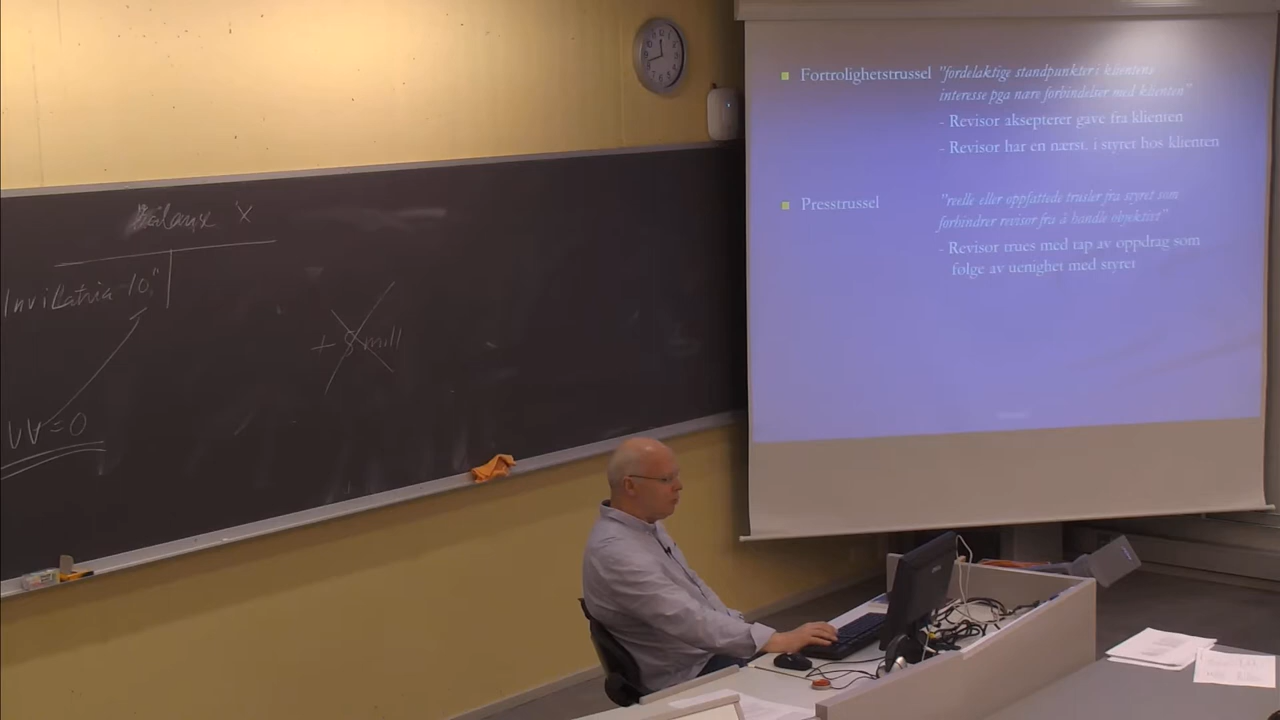 Balanse X
Invillatria 10"
+ 8 mill
VV=0
Fortrolighetstrussel "fordelaktige standpunkter i klientens
interesse pga nære forbindelser med klienten"
- Revisor aksepterer gave fra klienten
- Revisor har en nærst. i styret hos klienten
Presstrussel "reelle eller oppfattede trusler fra styret som
forhindrer revisor fra å handle objektivt"
- Revisor trues med tap av oppdrag som
følge av uenighet med styret